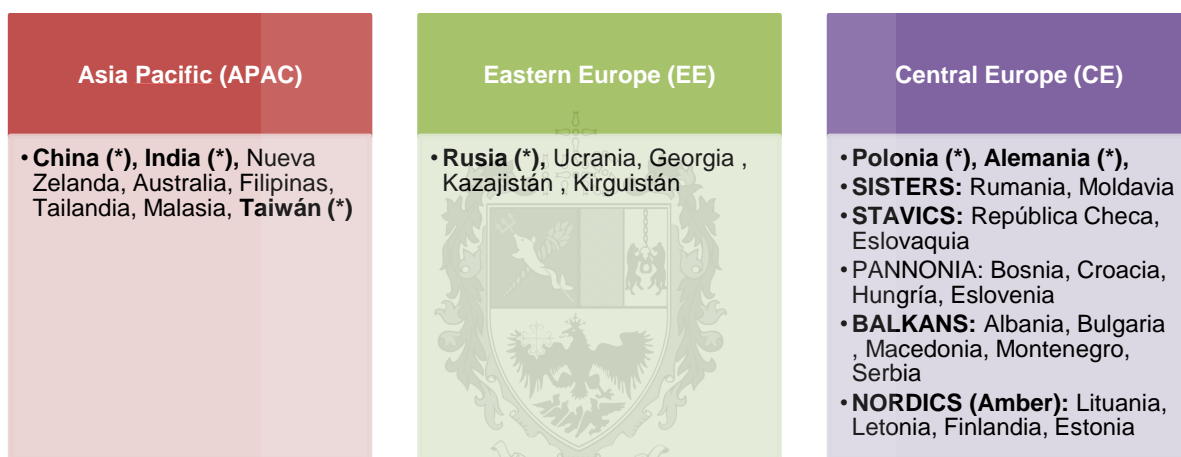 Asia Pacific (APAC)
• China (*), India (*), Nueva
Zelanda, Australia, Filipinas,
Tailandia, Malasia, Taiwán (*)
Eastern Europe (EE)
• Rusia (*), Ucrania, Georgia ,
Kazajistán , Kirguistán
Central Europe (CE)
• Polonia (*), Alemania (*),
• SISTERS: Rumania, Moldavia
• STAVICS: República Checa,
Eslovaquia
• PANNONIA: Bosnia, Croacia,
Hungría, Eslovenia
• BALKANS: Albania, Bulgaria
, Macedonia, Montenegro,
Serbia
• NORDICS (Amber): Lituania,
Letonia, Finlandia, Estonia